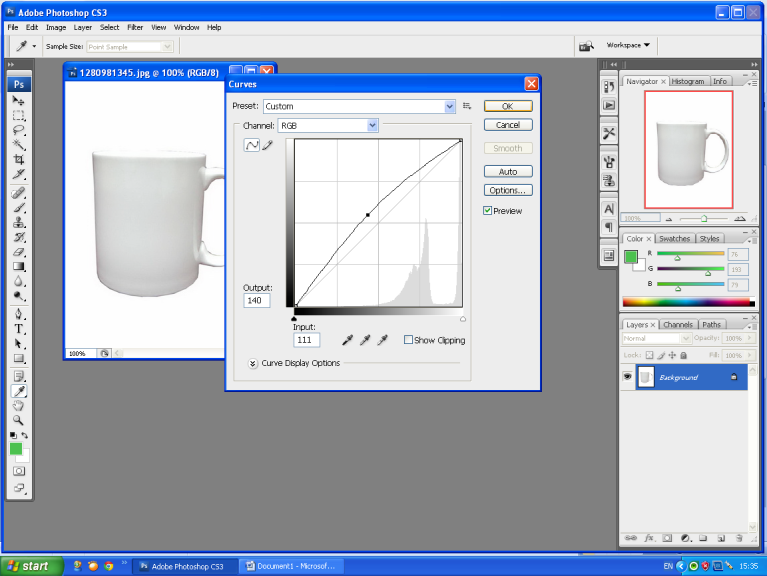 Adobe Photoshop CS3
File Edit Image Layer Select Filter View Window Help
Sample Size: Point Sample
Workspace
Ps
1280981345.jpg @ 100% (RGB/8)
100%
Curves
Preset: Custom
Channel: RGB
OK
Cancel
Smooth
Auto
Options...
Preview
Output:
140
Input:
111
Show Clipping
Curve Display Options
Navigator x Histogram Info
100%
Color x Swatches Styles
R 76
G 193
B 79
Layers x Channels Paths
Normal Opacity: 100%
Lock: Fill: 100%
Background
start
Adobe Photoshop CS3
Document1 - Microsof...
EN
15:35